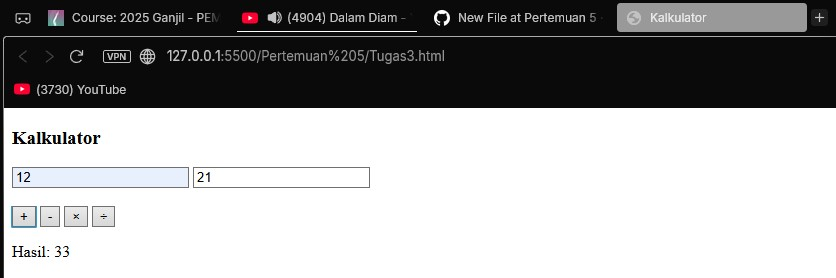 Course: 2025 Ganjil - PEM
(4904) Dalam Diam -
New File at Pertemuan 5
Kalkulator
+
VPN 127.0.0.1:5500/Pertemuan%205/Tugas3.html
(3730) YouTube
Kalkulator
12 21
+ - × ÷
Hasil: 33